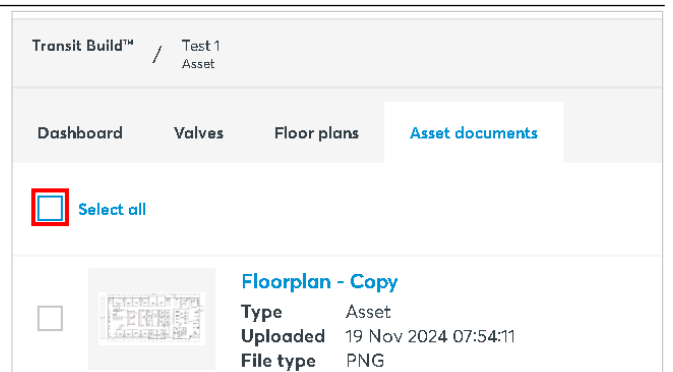 Transit Build™ / Test 1
Asset
Dashboard Valves Floor plans Asset documents
Select all
Floorplan - Copy
Type Asset
Uploaded 19 Nov 2024 07:54:11
File type PNG